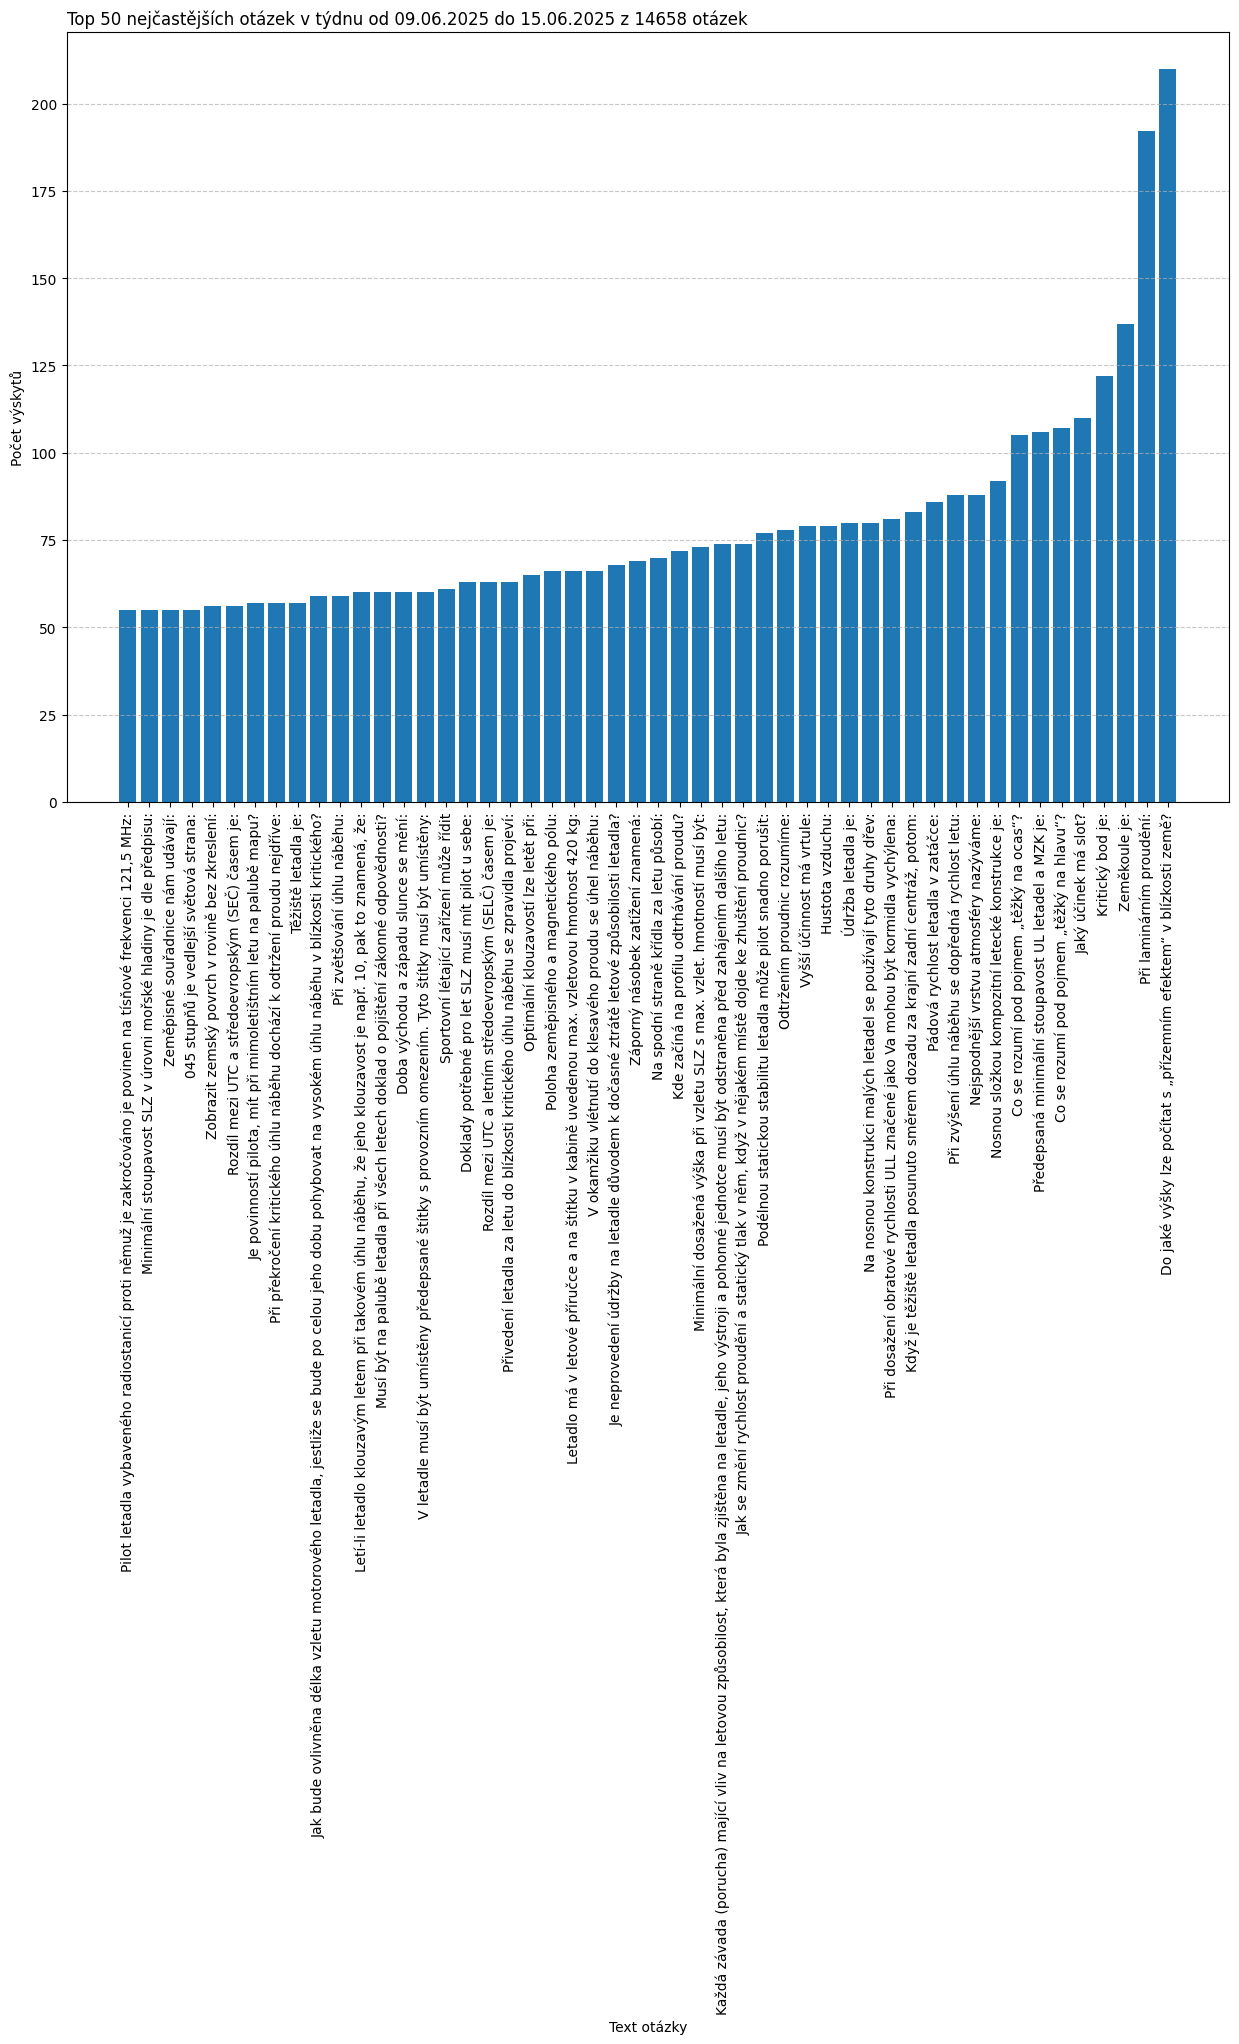 Top 50 nejčastějších otázek v týdnu od 09.06.2025 do 15.06.2025 z 14658 otázek
Počet výskytů
200
175
150
125
100
75
50
25
0
Pilot letadla vybaveného radiostanicí proti němuž je zakročováno je povinen na tísňové frekvenci 121,5 MHz:
Minimální stoupavost SLZ v úrovni mořské hladiny je dle předpisu:
Zeměpisné souřadnice nám udávají:
045 stupňů je vedlejší světová strana:
Zobrazit zemský povrch v rovině bez zkreslení:
Rozdíl mezi UTC a středoevropským (SEČ) časem je:
Je povinností pilota, mít při mimoletištním letu na palubě mapu?
Při překročení kritického úhlu náběhu dochází k odtržení proudu nejdříve:
Těžiště letadla je:
Jak bude ovlivněna délka vzletu motorového letadla, jestliže se bude po celou jeho dobu pohybovat na vysokém úhlu náběhu v blízkosti kritického?
Při zvětšování úhlu náběhu:
Letí-li letadlo klouzavým letem při takovém úhlu náběhu, že jeho klouzavost je např. 10, pak to znamená, že:
Musí být na palubě letadla při všech letech doklad o pojištění zákonné odpovědnosti?
Doba východu a západu slunce se mění:
V letadle musí být umístěny předepsané štítky s provozním omezením. Tyto štítky musí být umístěny:
Sportovní létající zařízení může řídit
Doklady potřebné pro let SLZ musí mít pilot u sebe:
Rozdíl mezi UTC a letním středoevropským (SELČ) časem je:
Přivedení letadla za letu do blízkosti kritického úhlu náběhu se zpravidla projeví:
Optimální klouzavostí lze letět při:
Poloha zeměpisného a magnetického pólu:
Letadlo má v letové příručce a na štítku v kabině uvedenou max. vzletovou hmotnost 420 kg:
V okamžiku vlétnutí do klesavého proudu se úhel náběhu:
Je neprovedení údržby na letadle důvodem k dočasné ztrátě letové způsobilosti letadla?
Záporný násobek zatížení znamená:
Na spodní straně křídla za letu působí:
Kde začíná na profilu odtrhávání proudu?
Minimální dosažená výška při vzletu SLZ s max. vzlet. hmotností musí být:
Každá závada (porucha) mající vliv na letovou způsobilost, která byla zjištěna na letadle, jeho výstroji a pohonné jednotce musí být odstraněna před zahájením dalšího letu:
Jak se změní rychlost proudění a statický tlak v něm, když v nějakém místě dojde ke zhuštění proudnic?
Podélnou statickou stabilitu letadla může pilot snadno porušit:
Odtržením proudnic rozumíme:
Vyšší účinnost má vrtule:
Hustota vzduchu:
Údržba letadla je:
Na nosnou konstrukci malých letadel se používají tyto druhy dřev:
Při dosažení obratové rychlosti ULL značené jako Va mohou být kormidla vychýlena:
Když je těžiště letadla posunuto směrem dozadu za krajní zadní centráž, potom:
Pádová rychlost letadla v zatáčce:
Při zvýšení úhlu náběhu se dopředná rychlost letu:
Nejspodnější vrstvu atmosféry nazýváme:
Nosnou složkou kompozitní letecké konstrukce je:
Co se rozumí pod pojmem „těžký na ocas“?
Předepsaná minimální stoupavost UL letadel a MZK je:
Co se rozumí pod pojmem „těžký na hlavu“?
Jaký účinek má slot?
Kritický bod je:
Zeměkoule je:
Při laminárním proudění:
Do jaké výšky lze počítat s „přízemním efektem“ v blízkosti země?
Text otázky